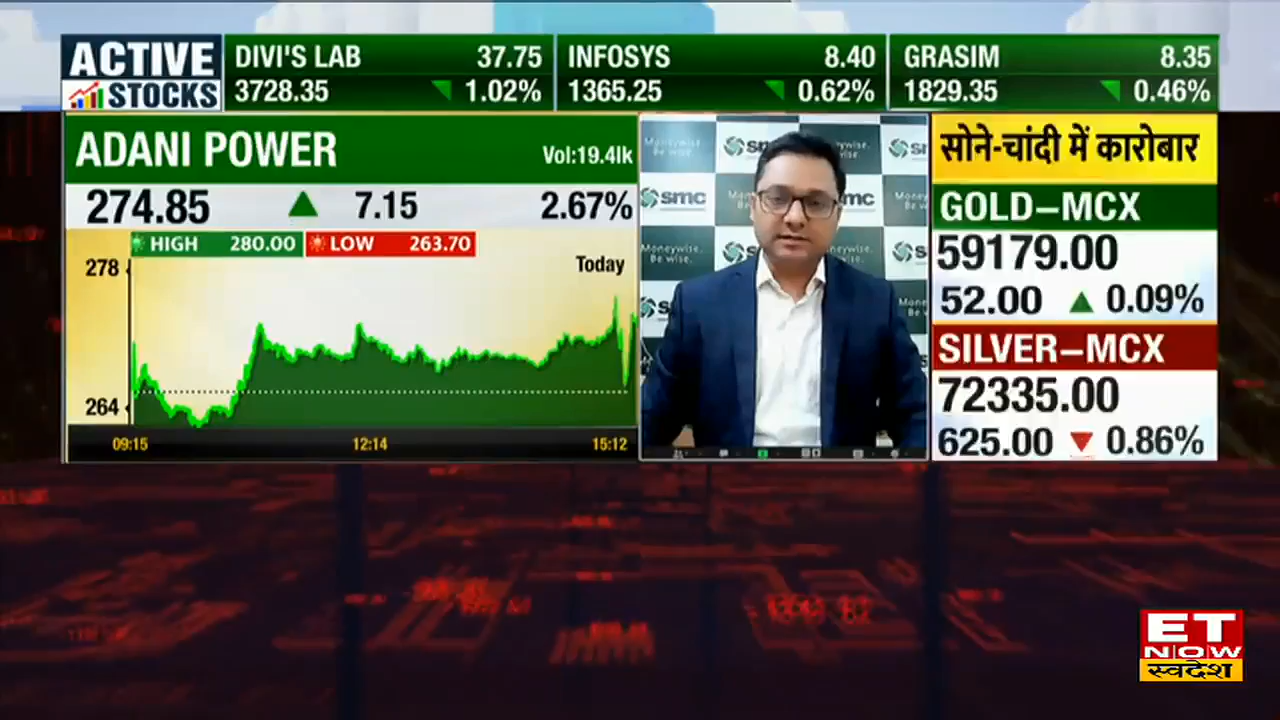 ACTIVE
STOCKS
DIVI'S LAB 37.75
3728.35 1.02%
INFOSYS 8.40
1365.25 0.62%
GRASIM 8.35
1829.35 0.46%
ADANI POWER Vol:19.4lk
274.85 7.15 2.67%
HIGH 280.00 LOW 263.70
278 Today
264
09:15 12:14 15:12
Moneywise.
Be wise.
smc
Moneywise.
Be wise.
सोने-चांदी में कारोबार
GOLD–MCX
59179.00
52.00 0.09%
SILVER–MCX
72335.00
625.00 0.86%
ET
NOW
स्वदेश